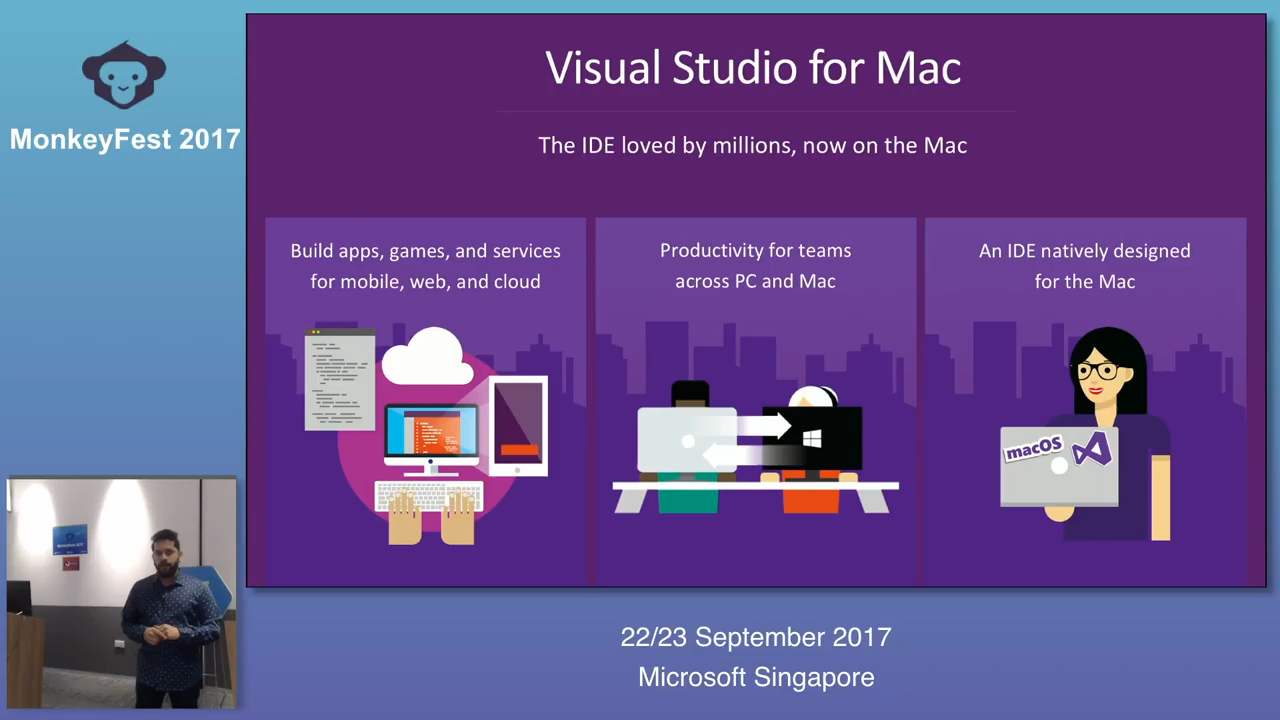 MonkeyFest 2017
Visual Studio for Mac
The IDE loved by millions, now on the Mac
Build apps, games, and services
for mobile, web, and cloud
Productivity for teams
across PC and Mac
An IDE natively designed
for the Mac
macOS
22/23 September 2017
Microsoft Singapore